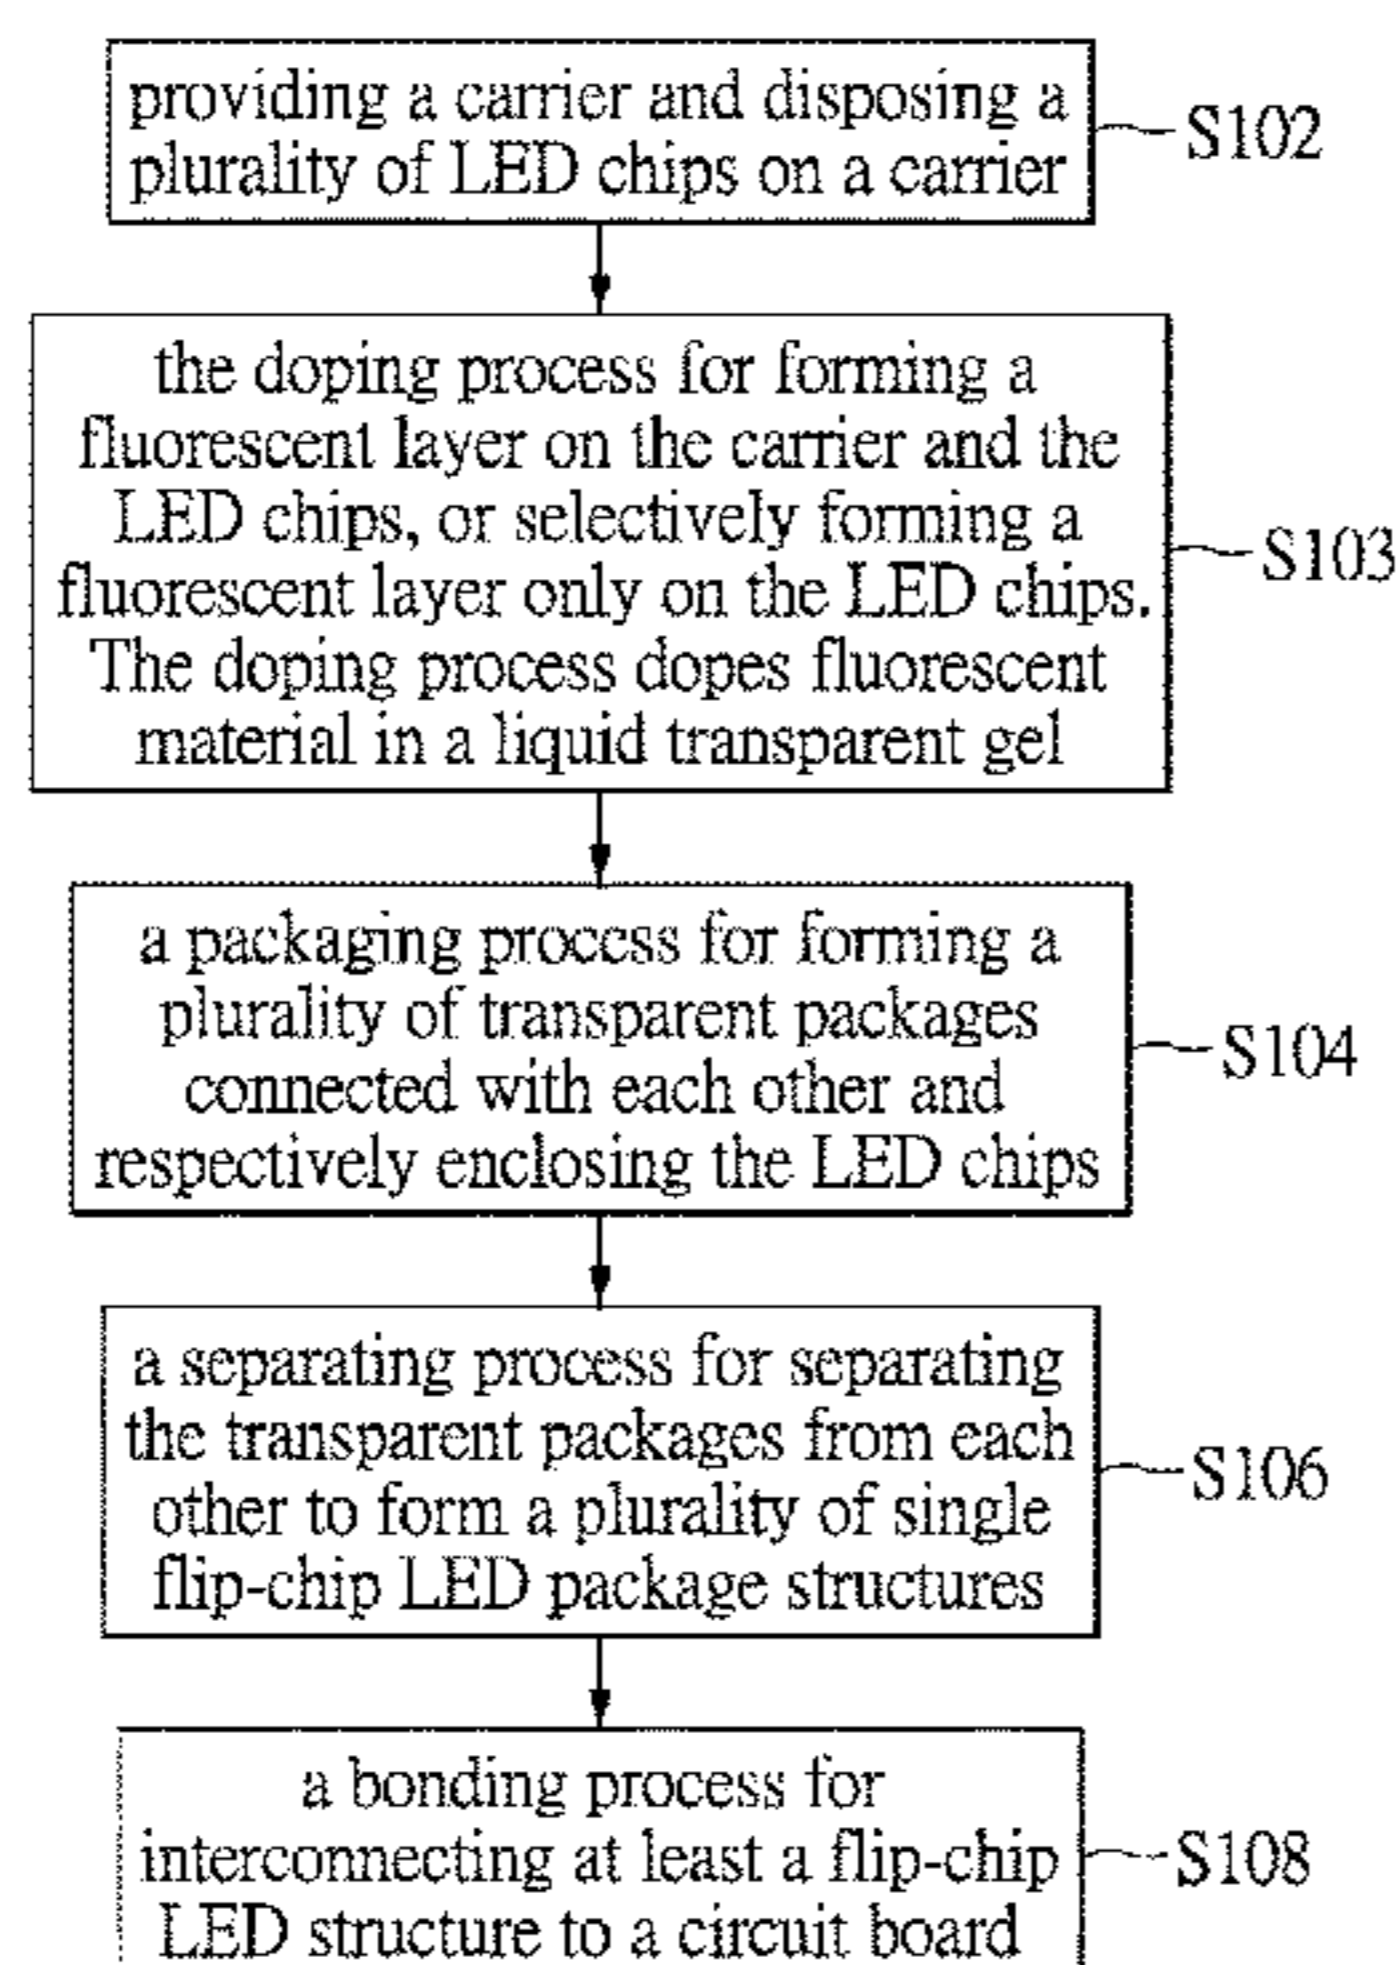 providing a carrier and disposing a
plurality of LED chips on a carrier
S102
the doping process for forming a
fluorescent layer on the carrier and the
LED chips, or selectively forming a
fluorescent layer only on the LED chips.
The doping process dopes fluorescent
material in a liquid transparent gel
S103
a packaging process for forming a
plurality of transparent packages
connected with each other and
respectively enclosing the LED chips
S104
a separating process for separating
the transparent packages from each
other to form a plurality of single
flip-chip LED package structures
S106
a bonding process for
interconnecting at least a flip-chip
LED structure to a circuit board
S108